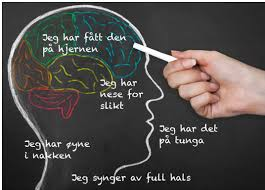 Jeg har fått den
på hjernen
Jeg har
nese for
slikt
Jeg har det
på tunga
Jeg har øyne
i nakken
Jeg synger av full hals